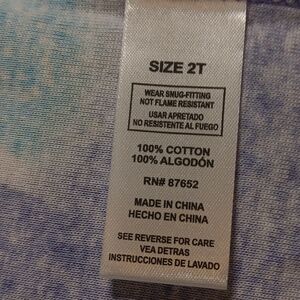 SIZE 2T
WEAR SNUG-FITTING
NOT FLAME RESISTANT
USAR APRETADO
NO RESISTENTE AL FUEGO
100% COTTON
100% ALGODÓN
RN# 87652
MADE IN CHINA
HECHO EN CHINA
SEE REVERSE FOR CARE
VEA DETRAS
INSTRUCCIONES DE LAVADO